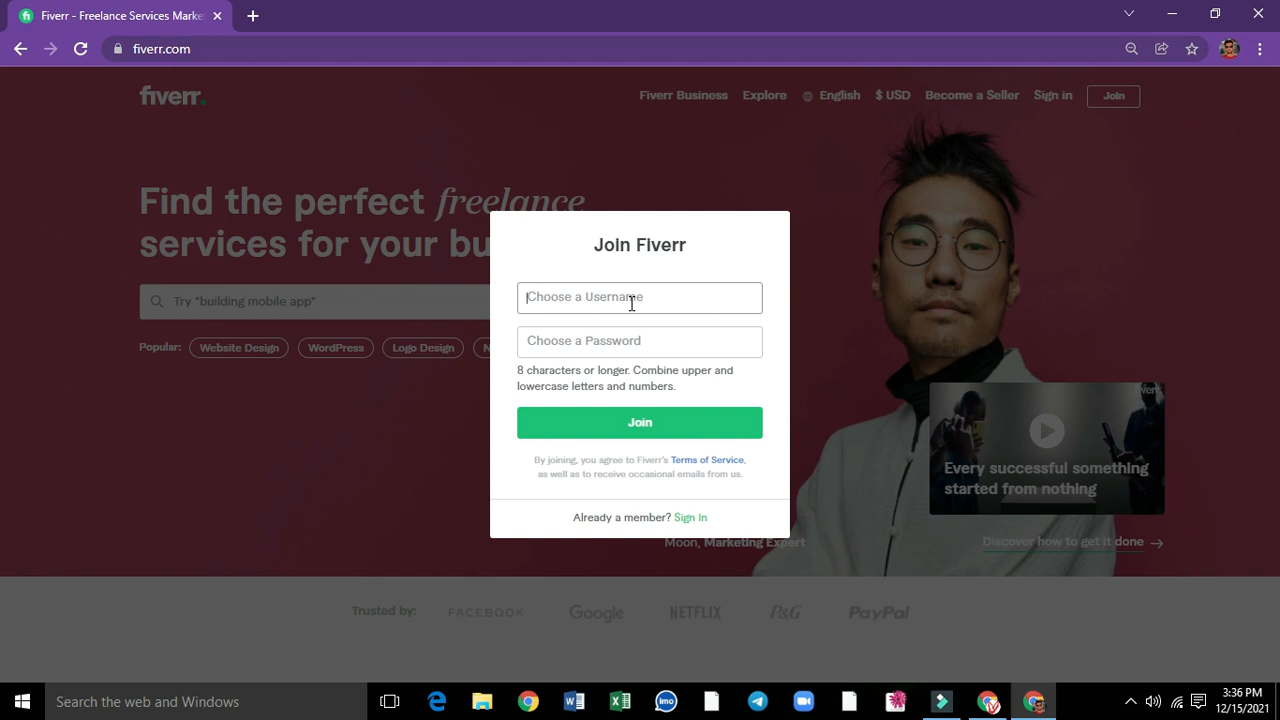 Fiverr - Freelance Services Marke
fiverr.com
fiverr.
Fiverr Business
Explore
English
$ USD
Become a Seller
Sign in
Join
Find the perfect freelance
services for your bu
Try "building mobile app"
Popular:
Website Design
WordPress
Logo Design
N
Join Fiverr
Choose a Username
Choose a Password
8 characters or longer. Combine upper and
lowercase letters and numbers.
Join
By joining, you agree to Fiverr's Terms of Service,
as well as to receive occasional emails from us.
Already a member? Sign In
Every successful something
started from nothing
Moon, Marketing Expert
Discover how to get it done
Trusted by:
FACEBOOK
Google
NETFLIX
P&G
PayPal
Search the web and Windows
imo
3:36 PM
12/15/2021